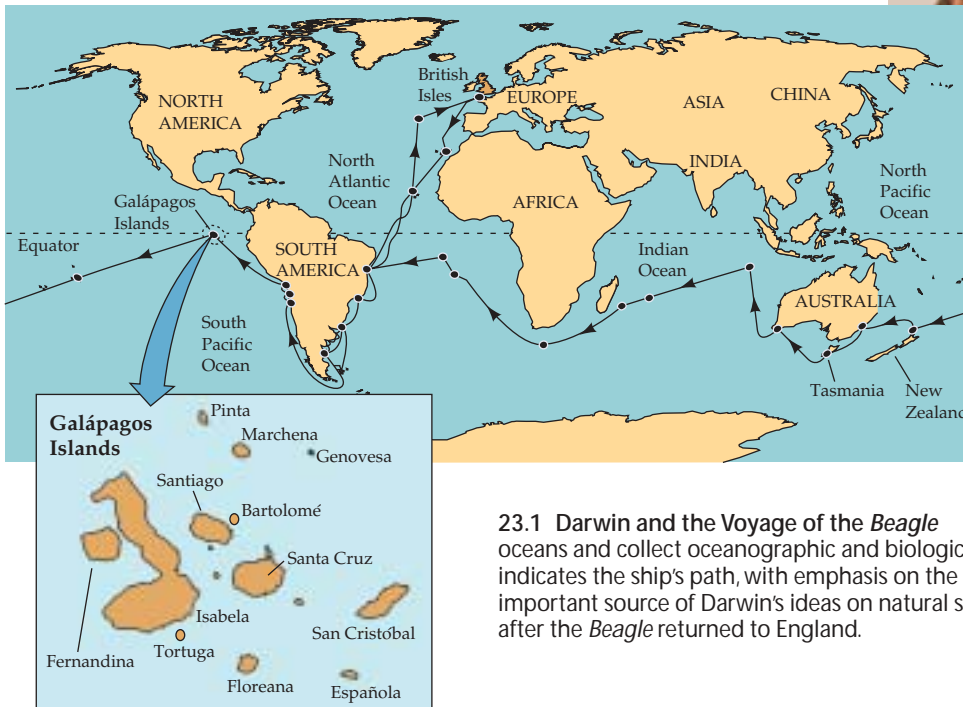 NORTH
AMERICA
British
Isles
EUROPE
ASIA
CHINA
INDIA
North
Atlantic
Ocean
AFRICA
North
Pacific
Ocean
Galápagos
Islands
Equator
SOUTH
AMERICA
Indian
Ocean
AUSTRALIA
South
Pacific
Ocean
Tasmania
New
Zealand
Galápagos
Islands
Pinta
Marchena
Genovesa
Santiago
Bartolomé
Santa Cruz
Isabela
San Cristóbal
Fernandina
Tortuga
Floreana
Española
23.1 Darwin and the Voyage of the Beagle
oceans and collect oceanographic and biologic
indicates the ship's path, with emphasis on the
important source of Darwin's ideas on natural s
after the Beagle returned to England.